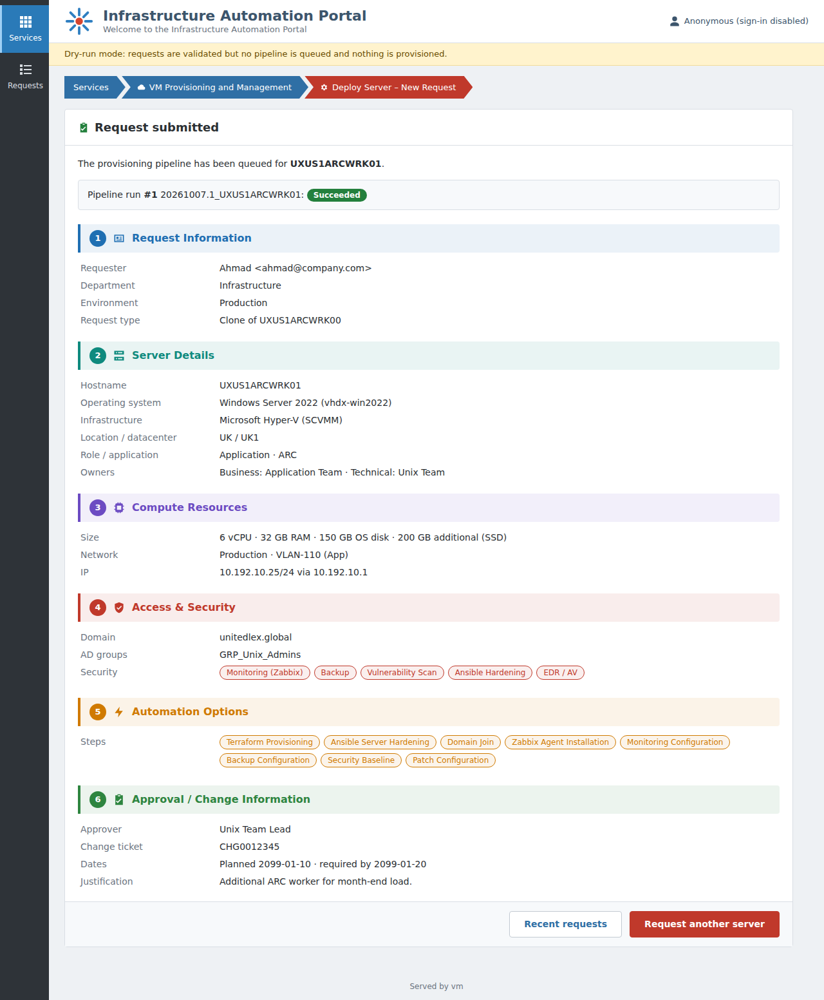 Services
Requests
Infrastructure Automation Portal
Welcome to the Infrastructure Automation Portal
Anonymous (sign-in disabled)
Dry-run mode: requests are validated but no pipeline is queued and nothing is provisioned.
Services
VM Provisioning and Management
Deploy Server – New Request
Request submitted
The provisioning pipeline has been queued for UXUS1ARCWRK01.
Pipeline run #1 20261007.1_UXUS1ARCWRK01: Succeeded
1 Request Information
Requester Ahmad <ahmad@company.com>
Department Infrastructure
Environment Production
Request type Clone of UXUS1ARCWRK00
2 Server Details
Hostname UXUS1ARCWRK01
Operating system Windows Server 2022 (vhdx-win2022)
Infrastructure Microsoft Hyper-V (SCVMM)
Location / datacenter UK / UK1
Role / application Application · ARC
Owners Business: Application Team · Technical: Unix Team
3 Compute Resources
Size 6 vCPU · 32 GB RAM · 150 GB OS disk · 200 GB additional (SSD)
Network Production · VLAN-110 (App)
IP 10.192.10.25/24 via 10.192.10.1
4 Access & Security
Domain unitedlex.global
AD groups GRP_Unix_Admins
Security Monitoring (Zabbix) Backup Vulnerability Scan Ansible Hardening EDR / AV
5 Automation Options
Steps Terraform Provisioning Ansible Server Hardening Domain Join Zabbix Agent Installation Monitoring Configuration
Backup Configuration Security Baseline Patch Configuration
6 Approval / Change Information
Approver Unix Team Lead
Change ticket CHG0012345
Dates Planned 2099-01-10 · required by 2099-01-20
Justification Additional ARC worker for month-end load.
Recent requests
Request another server
Served by vm